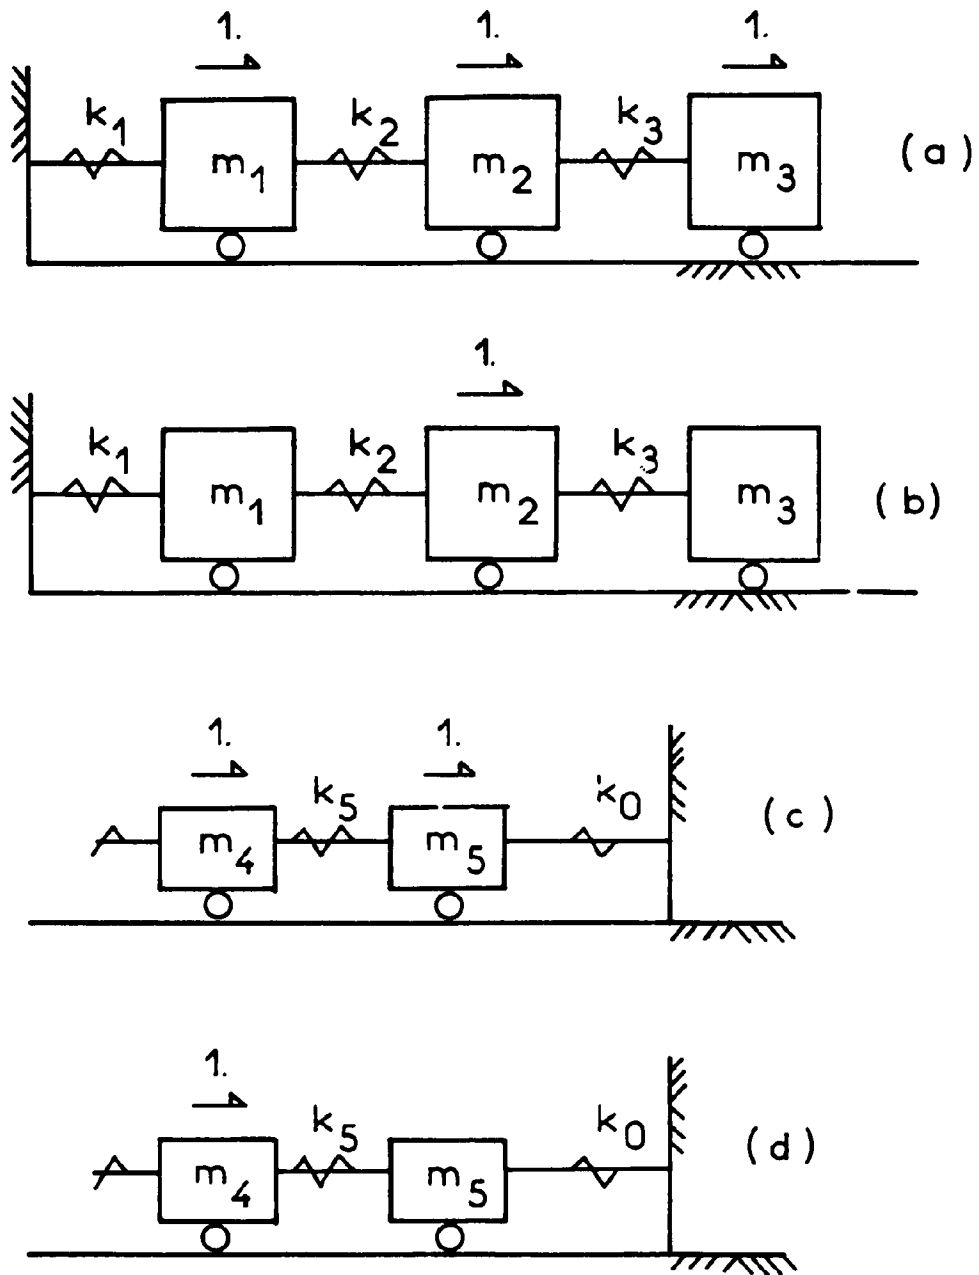 1. 1. 1.
k1 k2 k3
m1 m2 m3 (a)
1.
k1 k2 k3
m1 m2 m3 (b)
1. 1.
k5 k0 (c)
m4 m5
1.
k5 k0 (d)
m4 m5